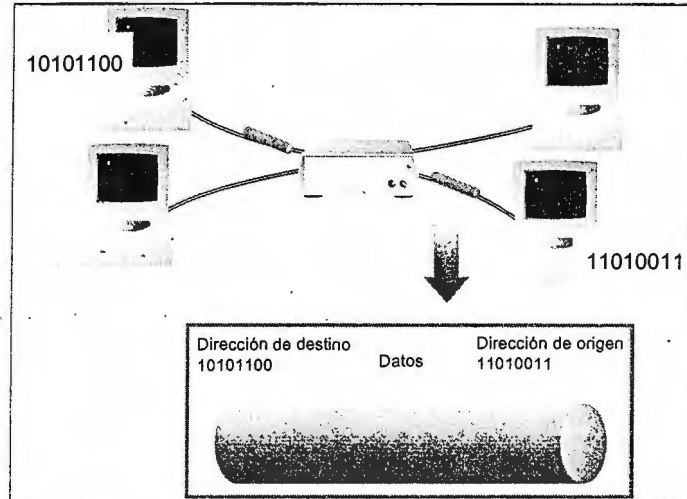 10101100
11010011
Dirección de destino
10101100
Datos
Dirección de origen
11010011